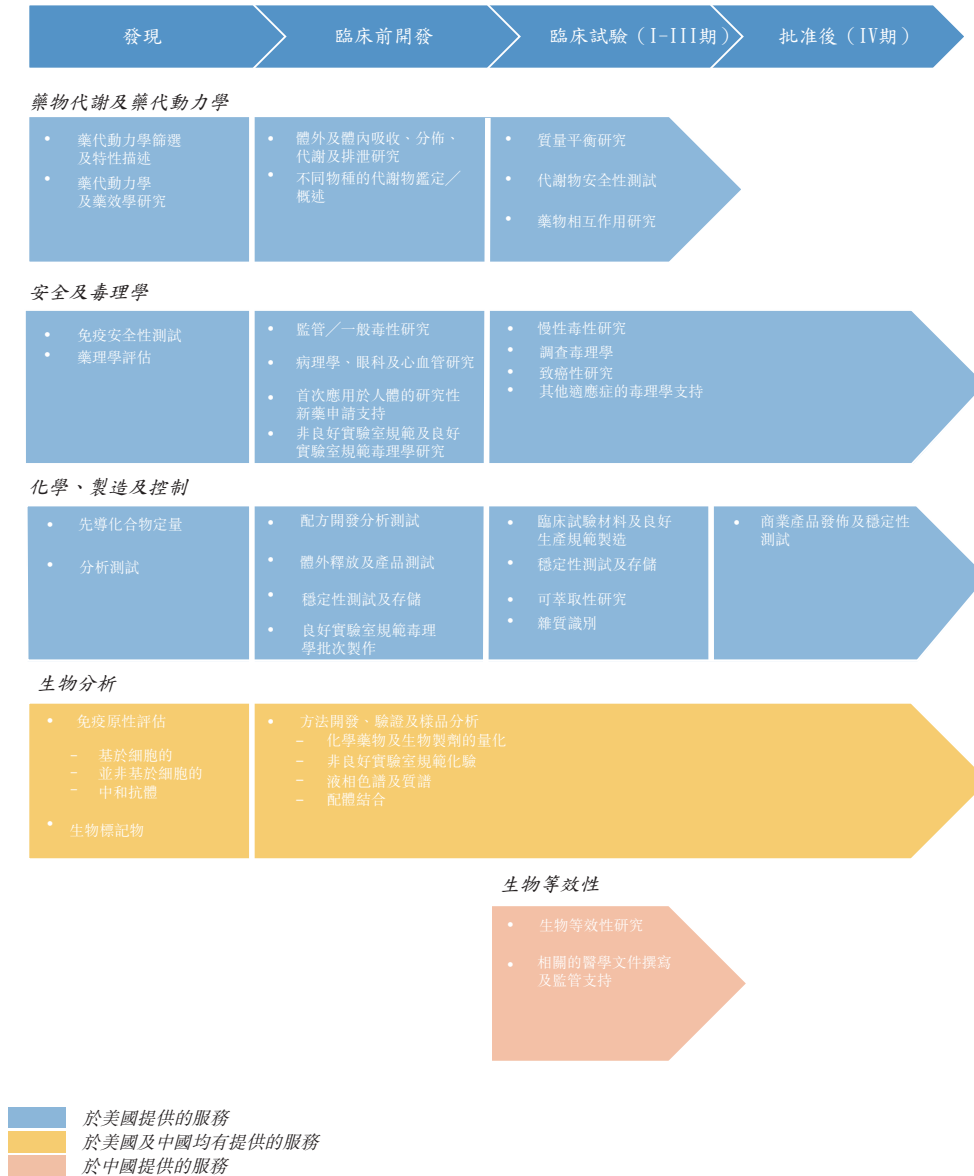 發現
臨床前開發
臨床試驗（I-III期）
批准後（IV期）
藥物代謝及藥代動力學
• 藥代動力學篩選
及特性描述
• 藥代動力學
及藥效學研究
• 體外及體內吸收、分佈、
代謝及排泄研究
• 不同物種的代謝物鑑定／
概述
• 質量平衡研究
• 代謝物安全性測試
• 藥物相互作用研究
安全及毒理學
• 免疫安全性測試
• 藥理學評估
• 監管／一般毒性研究
• 病理學、眼科及心血管研究
• 首次應用於人體的研究性
新藥申請支持
• 非良好實驗室規範及良好
實驗室規範毒理學研究
• 慢性毒性研究
• 調查毒理學
• 致癌性研究
• 其他適應症的毒理學支持
化學、製造及控制
• 先導化合物定量
• 分析測試
• 配方開發分析測試
• 體外釋放及產品測試
• 穩定性測試及存儲
• 良好實驗室規範毒理
學批次製作
• 臨床試驗材料及良好
生產規範製造
• 穩定性測試及存儲
• 可萃取性研究
• 雜質識別
• 商業產品發佈及穩定性
測試
生物分析
• 免疫原性評估
– 基於細胞的
– 並非基於細胞的
– 中和抗體
• 生物標記物
• 方法開發、驗證及樣品分析
– 化學藥物及生物製劑的量化
– 非良好實驗室規範化驗
– 液相色譜及質譜
– 配體結合
生物等效性
• 生物等效性研究
• 相關的醫學文件撰寫
及監管支持
於美國提供的服務
於美國及中國均有提供的服務
於中國提供的服務